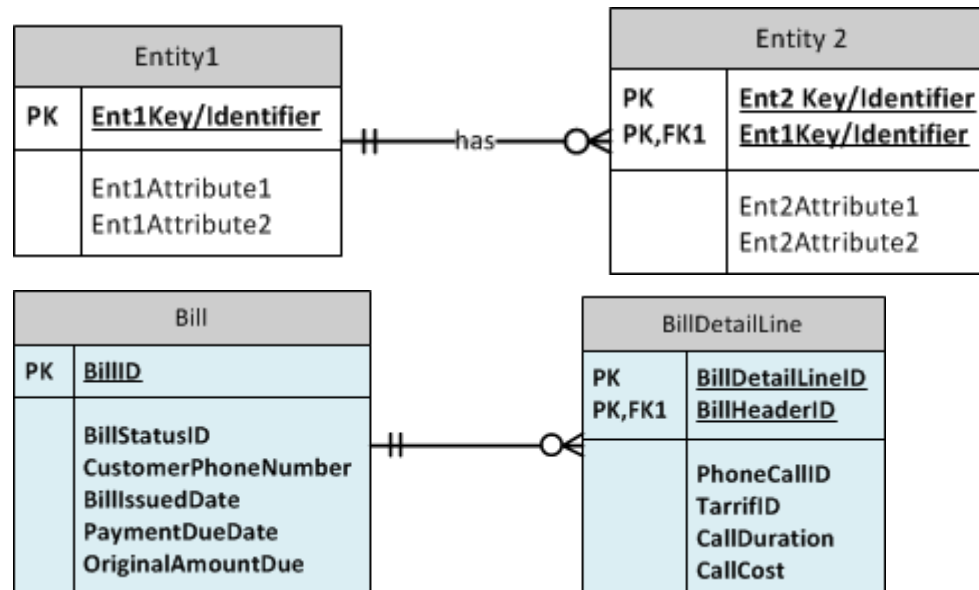 Entity1
PK Ent1Key/Identifier
Ent1Attribute1
Ent1Attribute2
has
Entity 2
PK Ent2 Key/Identifier
PK,FK1 Ent1Key/Identifier
Ent2Attribute1
Ent2Attribute2
Bill
PK BillID
BillStatusID
CustomerPhoneNumber
BillIssuedDate
PaymentDueDate
OriginalAmountDue
BillDetailLine
PK BillDetailLineID
PK,FK1 BillHeaderID
PhoneCallID
TarrifID
CallDuration
CallCost